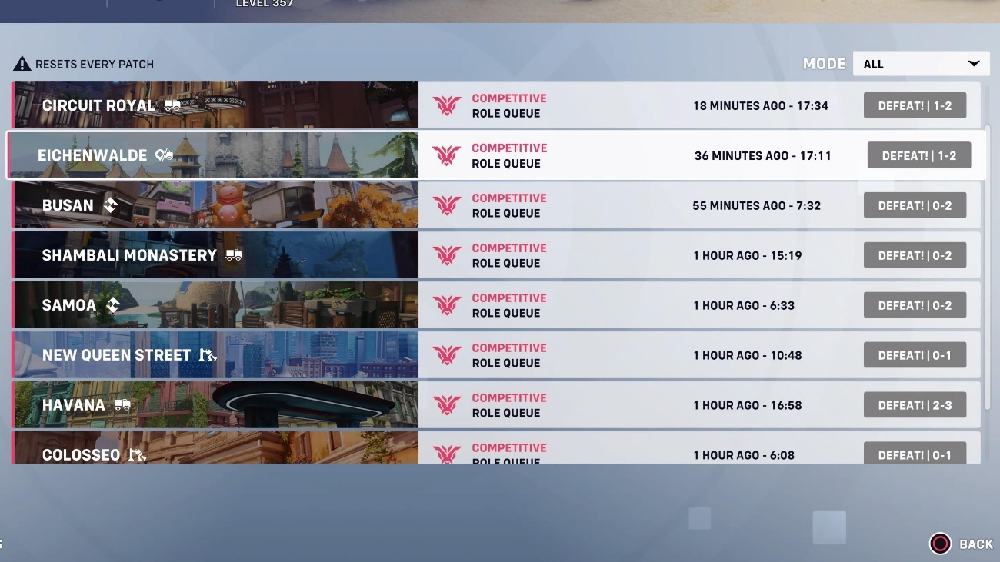 LEVEL 357
RESETS EVERY PATCH
MODE ALL
CIRCUIT ROYAL COMPETITIVE ROLE QUEUE 18 MINUTES AGO - 17:34 DEFEAT! | 1-2
EICHENWALDE COMPETITIVE ROLE QUEUE 36 MINUTES AGO - 17:11 DEFEAT! | 1-2
BUSAN COMPETITIVE ROLE QUEUE 55 MINUTES AGO - 7:32 DEFEAT! | 0-2
SHAMBALI MONASTERY COMPETITIVE ROLE QUEUE 1 HOUR AGO - 15:19 DEFEAT! | 0-2
SAMOA COMPETITIVE ROLE QUEUE 1 HOUR AGO - 6:33 DEFEAT! | 0-2
NEW QUEEN STREET COMPETITIVE ROLE QUEUE 1 HOUR AGO - 10:48 DEFEAT! | 0-1
HAVANA COMPETITIVE ROLE QUEUE 1 HOUR AGO - 16:58 DEFEAT! | 2-3
COLOSSEO COMPETITIVE ROLE QUEUE 1 HOUR AGO - 6:08 DEFEAT! | 0-1
BACK